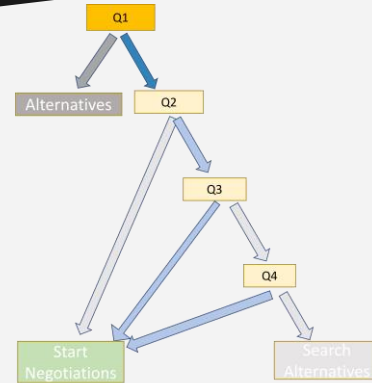 Q1
Alternatives
Q2
Q3
Q4
Start
Negotiations
Search
Alternatives